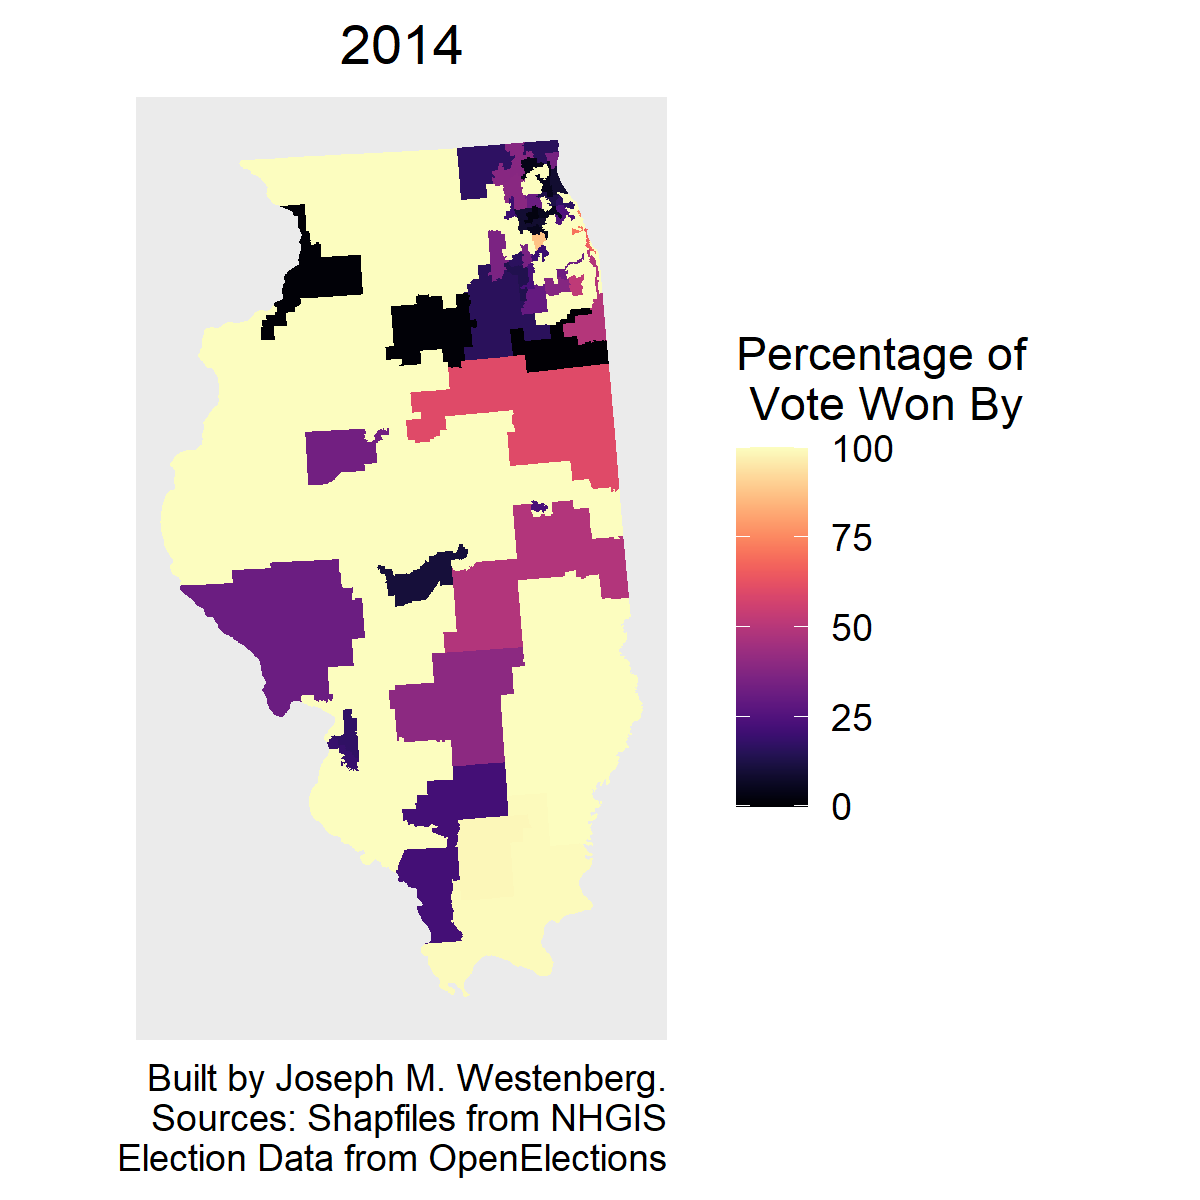 2014
Percentage of
Vote Won By
100
75
50
25
0
Built by Joseph M. Westenberg.
Sources: Shapfiles from NHGIS
Election Data from OpenElections